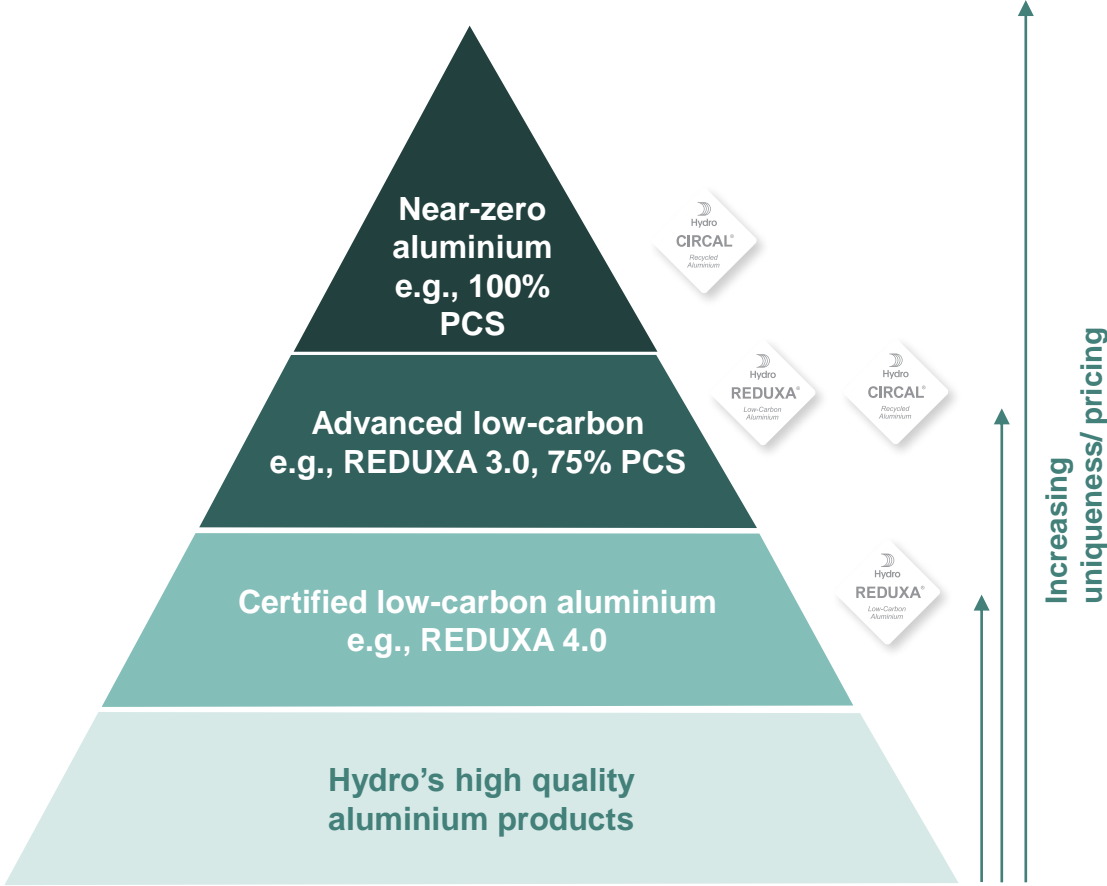 Near-zero
aluminium
e.g., 100%
PCS
Hydro
CIRCAL®
Recycled
Aluminium
Advanced low-carbon
e.g., REDUXA 3.0, 75% PCS
Hydro
REDUXA®
Low-Carbon
Aluminium
Hydro
CIRCAL®
Recycled
Aluminium
Certified low-carbon aluminium
e.g., REDUXA 4.0
Hydro
REDUXA®
Low-Carbon
Aluminium
Hydro’s high quality
aluminium products
Increasing
uniqueness/ pricing